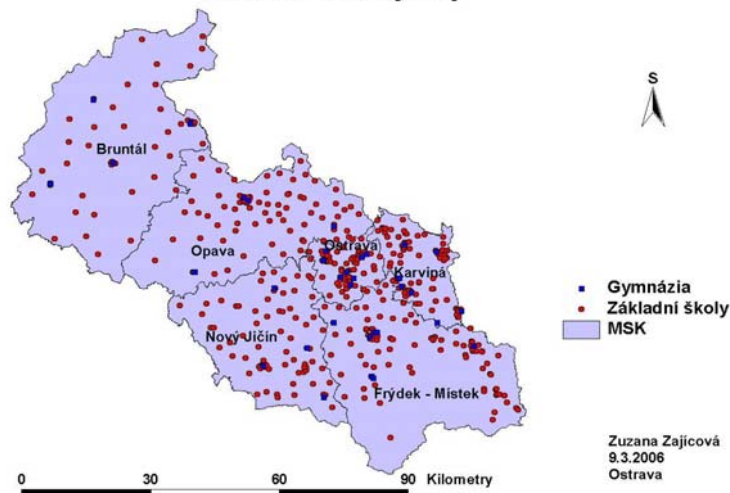 S
Bruntál
Opava
Ostrava
Karviná
Nový Jičín
Frýdek - Místek
Gymnázia
Základní školy
MSK
Zuzana Zajícová
9.3.2006
Ostrava
0 30 60 90 Kilometry